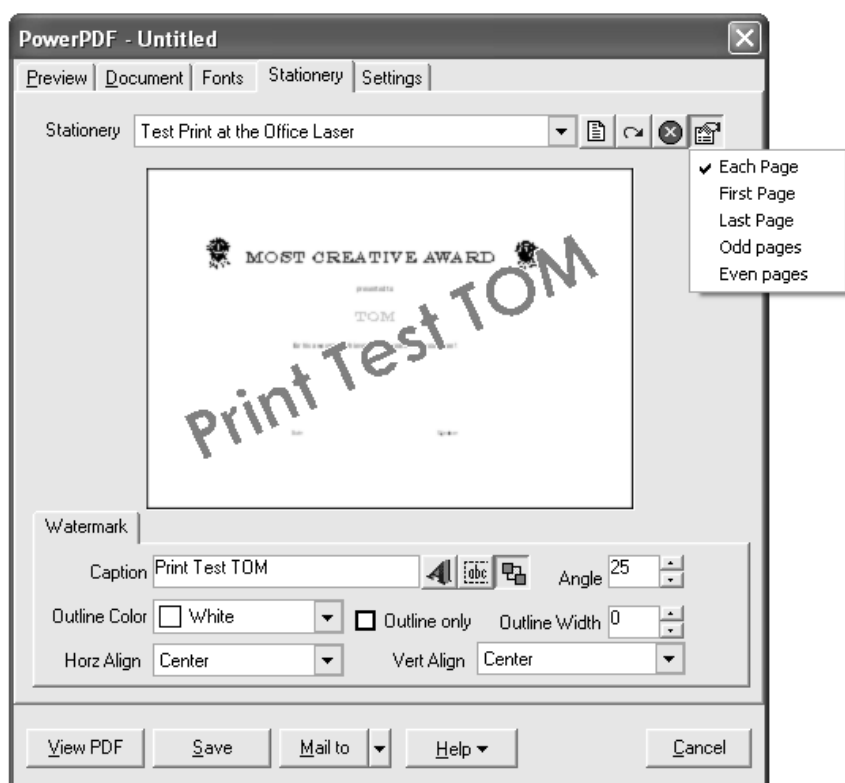 PowerPDF - Untitled
Preview Document Fonts Stationery Settings
Stationery Test Print at the Office Laser
Each Page
First Page
Last Page
Odd pages
Even pages
MOST CREATIVE AWARD
presented to
TOM
Print Test TOM
Watermark
Caption Print Test TOM abc Angle 25
Outline Color White Outline only Outline Width 0
Horz Align Center Vert Align Center
View PDF Save Mail to Help Cancel